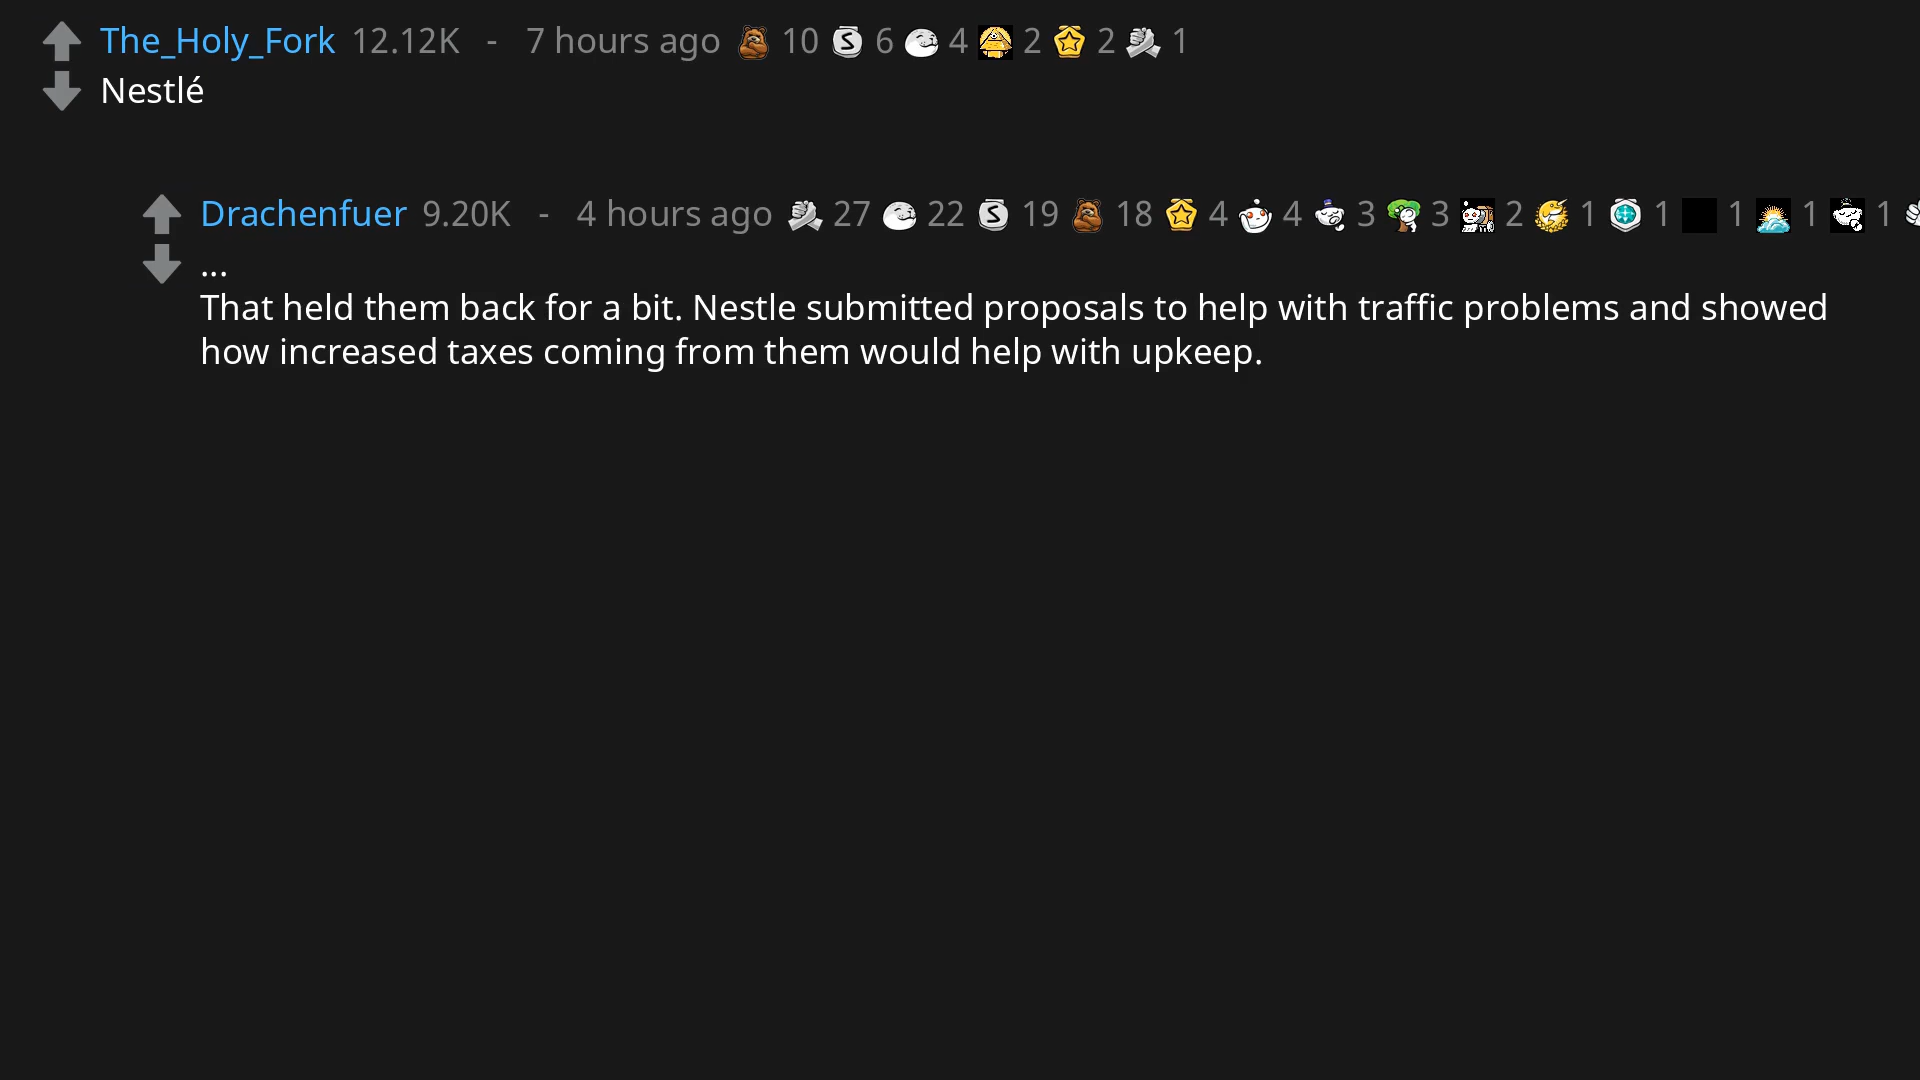 The_Holy_Fork 12.12K - 7 hours ago 10 6 4 2 2 1
Nestlé
Drachenfuer 9.20K - 4 hours ago 27 22 19 18 4 4 3 3 2 1 1 1 1 1
...
That held them back for a bit. Nestle submitted proposals to help with traffic problems and showed
how increased taxes coming from them would help with upkeep.